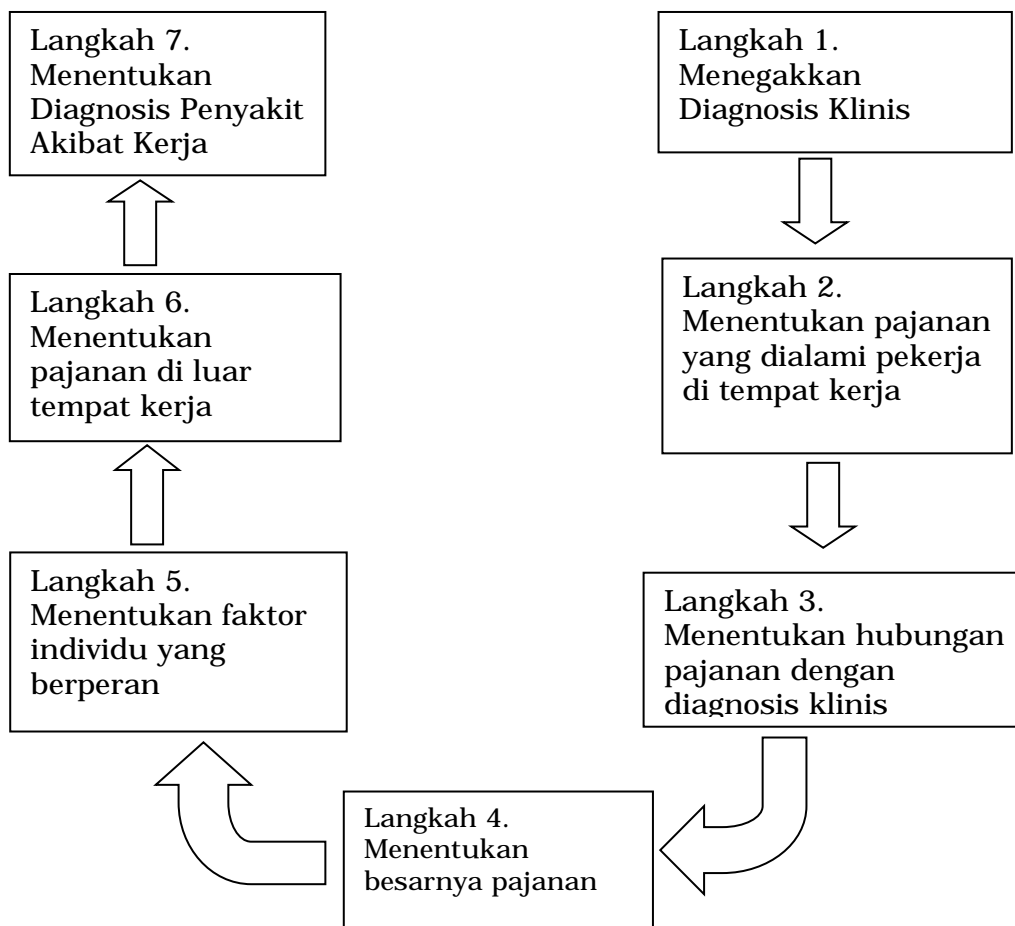 Langkah 1.
Menegakkan
Diagnosis Klinis
Langkah 2.
Menentukan pajanan
yang dialami pekerja
di tempat kerja
Langkah 3.
Menentukan hubungan
pajanan dengan
diagnosis klinis
Langkah 4.
Menentukan
besarnya pajanan
Langkah 5.
Menentukan faktor
individu yang
berperan
Langkah 6.
Menentukan
pajanan di luar
tempat kerja
Langkah 7.
Menentukan
Diagnosis Penyakit
Akibat Kerja